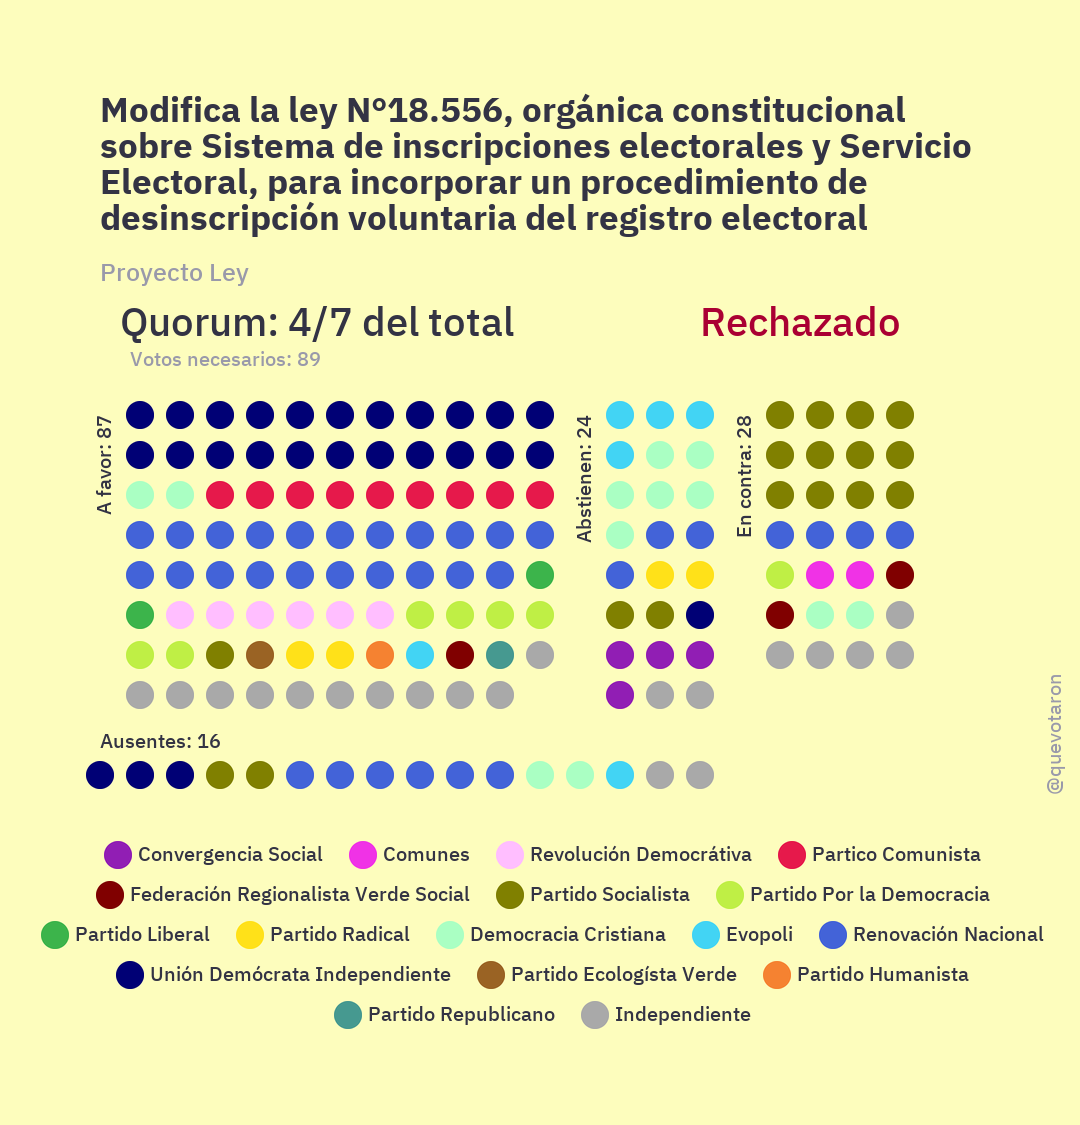 Modifica la ley N°18.556, orgánica constitucional
sobre Sistema de inscripciones electorales y Servicio
Electoral, para incorporar un procedimiento de
desinscripción voluntaria del registro electoral
Proyecto Ley
Quorum: 4/7 del total
Rechazado
Votos necesarios: 89
A favor: 87
Abstienen: 24
En contra: 28
Ausentes: 16
@quevotaron
Convergencia Social
Comunes
Revolución Democrátiva
Partico Comunista
Federación Regionalista Verde Social
Partido Socialista
Partido Por la Democracia
Partido Liberal
Partido Radical
Democracia Cristiana
Evopoli
Renovación Nacional
Unión Demócrata Independiente
Partido Ecologísta Verde
Partido Humanista
Partido Republicano
Independiente